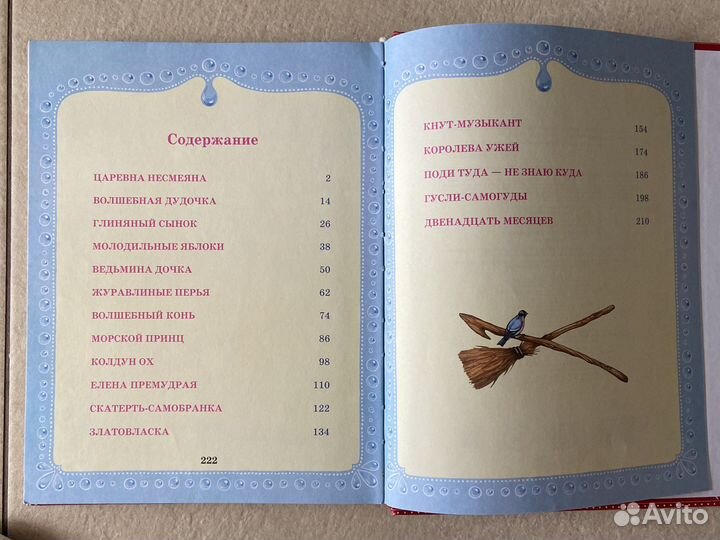 Содержание
ЦАРЕВНА НЕСМЕЯНА 2
ВОЛШЕБНАЯ ДУДОЧКА 14
ГЛИНЯНЫЙ СЫНОК 26
МОЛОДИЛЬНЫЕ ЯБЛОКИ 38
ВЕДЬМИНА ДОЧКА 50
ЖУРАВЛИНЫЕ ПЕРЬЯ 62
ВОЛШЕБНЫЙ КОНЬ 74
МОРСКОЙ ПРИНЦ 86
КОЛДУН ОХ 98
ЕЛЕНА ПРЕМУДРАЯ 110
СКАТЕРТЬ-САМОБРАНКА 122
ЗЛАТОВЛАСКА 134
222
КНУТ-МУЗЫКАНТ 154
КОРОЛЕВА УЖЕЙ 174
ПОДИ ТУДА — НЕ ЗНАЮ КУДА 186
ГУСЛИ-САМОГУДЫ 198
ДВЕНАДЦАТЬ МЕСЯЦЕВ 210
Avito